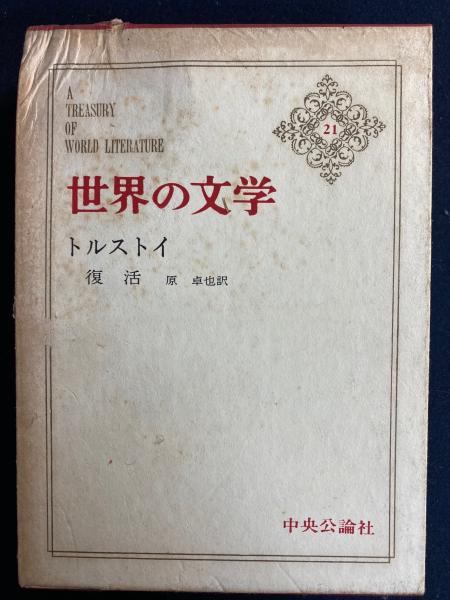 A
TREASURY
OF
WORLD LITERATURE
21
世界の文学
トルストイ
復活 原 卓也訳
中央公論社